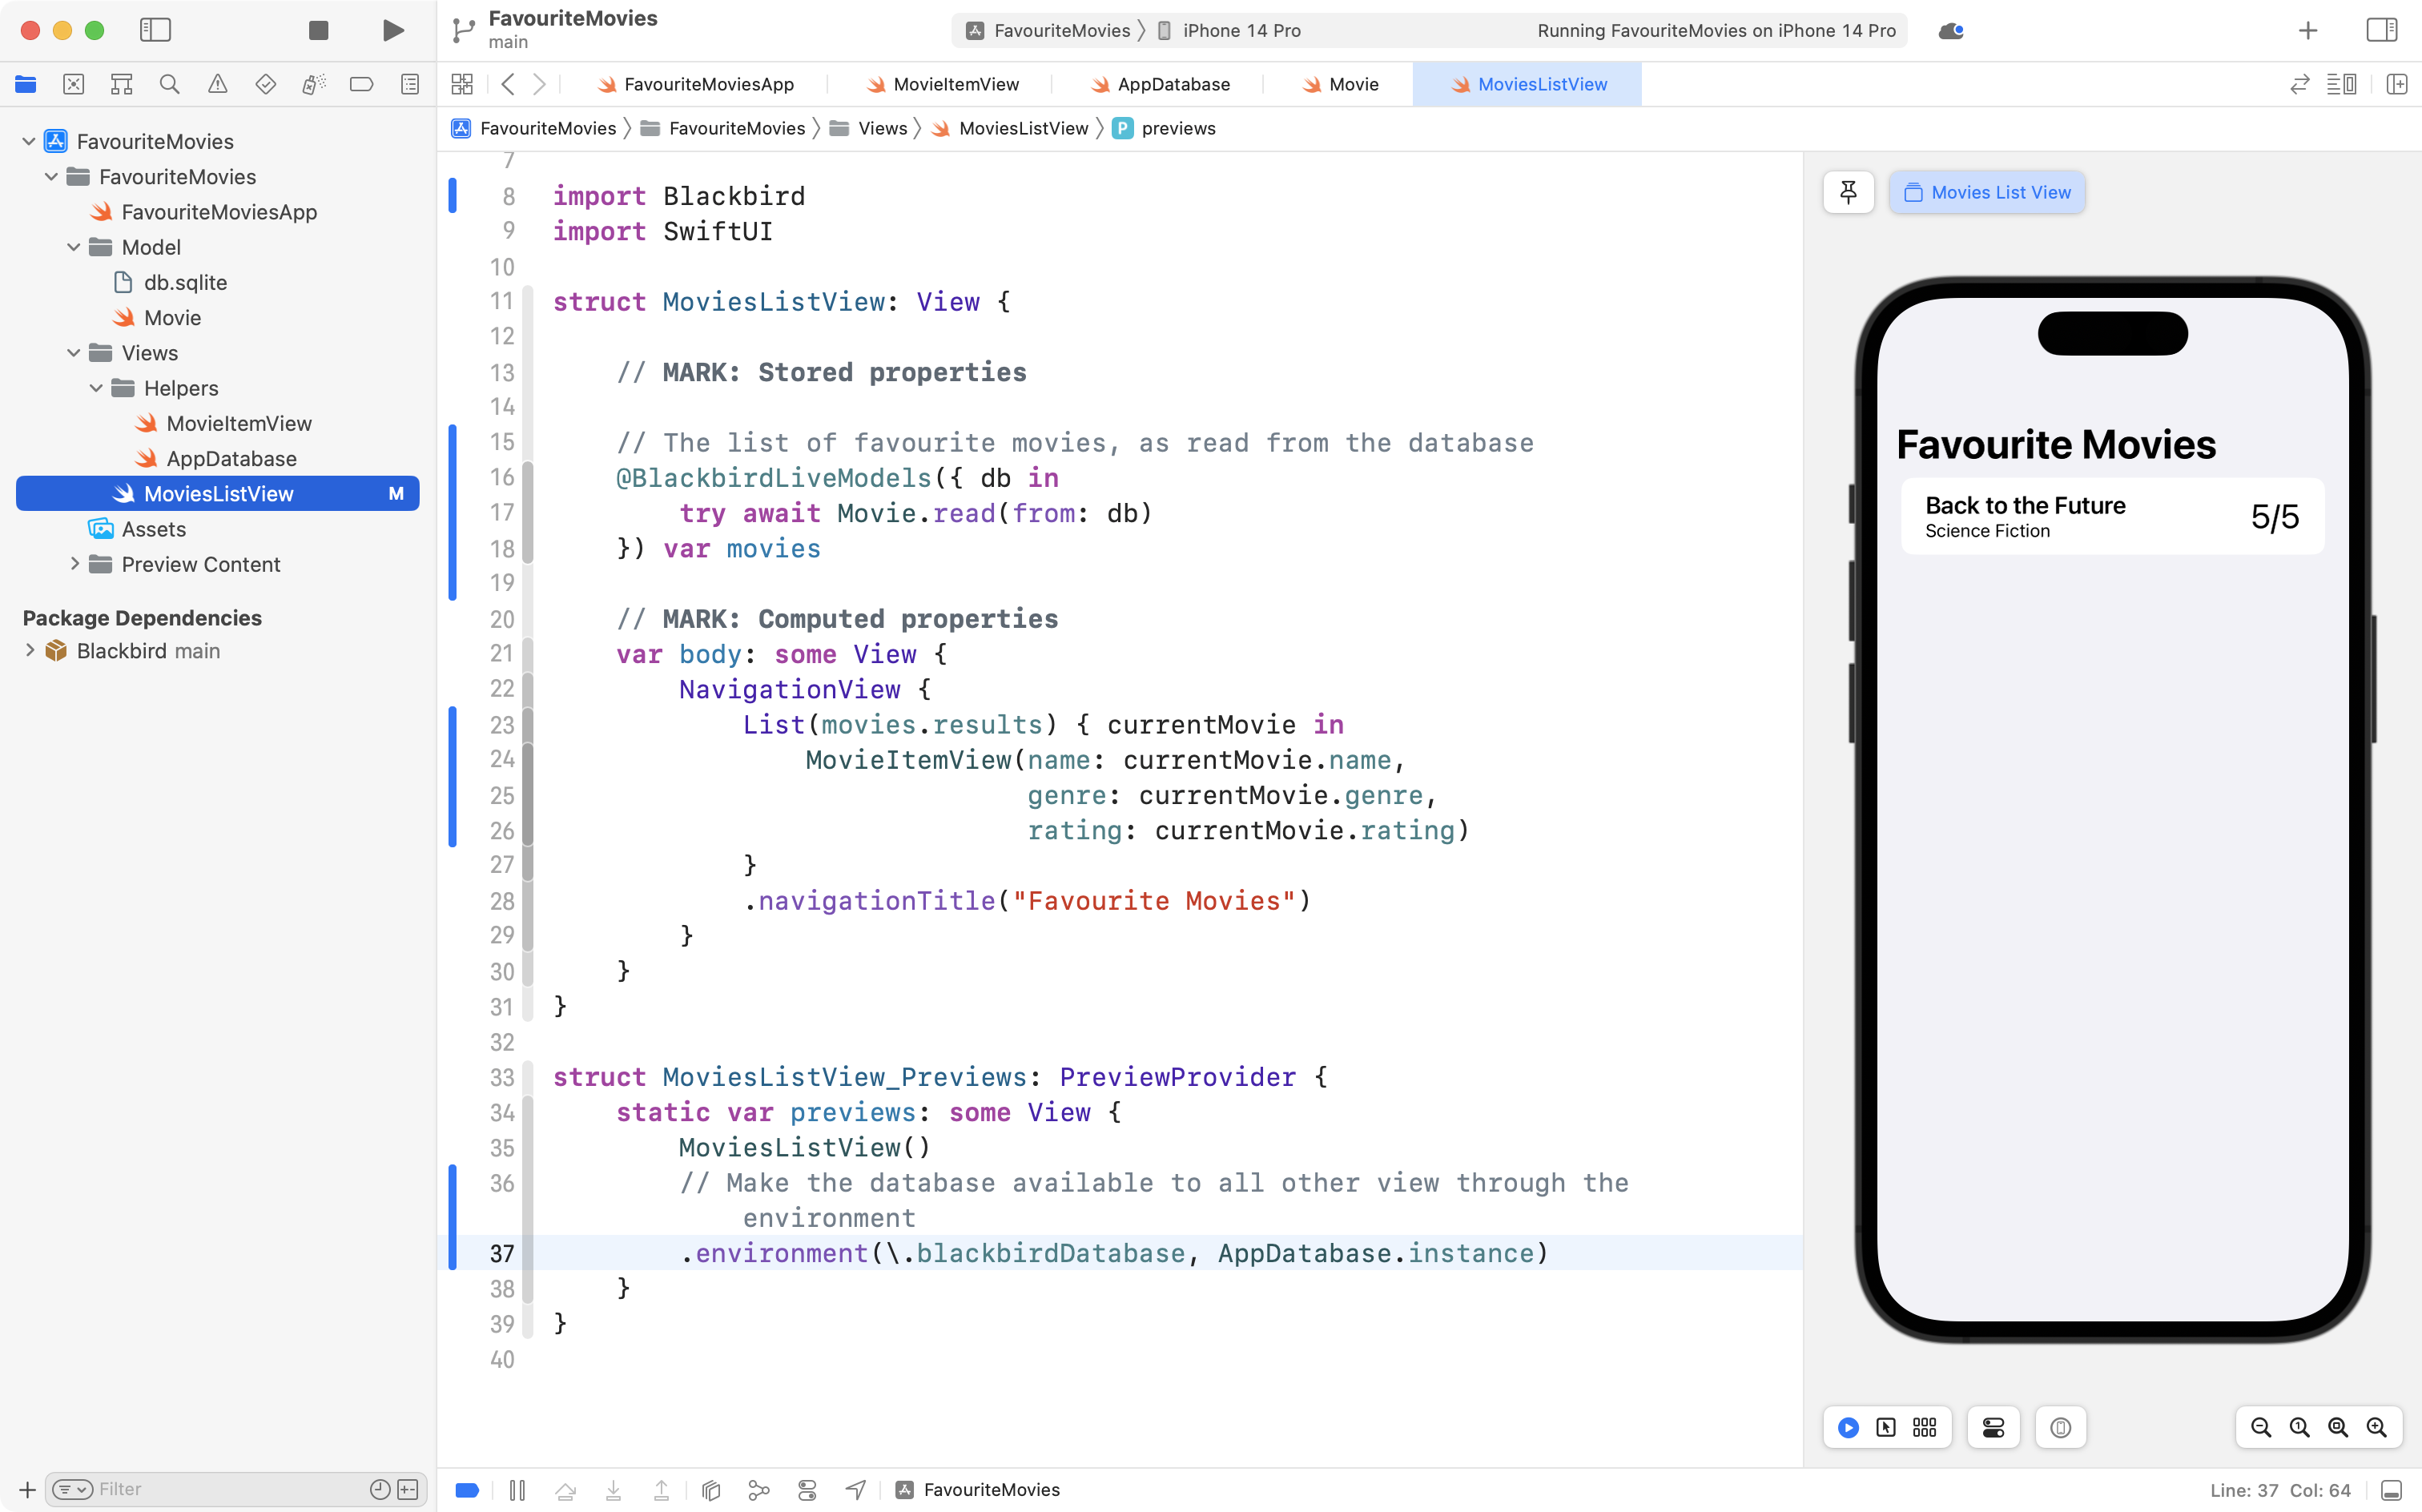 FavouriteMovies
main
FavouriteMovies
iPhone 14 Pro
Running FavouriteMovies on iPhone 14 Pro
FavouriteMoviesApp
MovieItemView
AppDatabase
Movie
MoviesListView
FavouriteMovies
FavouriteMovies
Views
MoviesListView
P previews
FavouriteMovies
FavouriteMovies
FavouriteMoviesApp
Model
db.sqlite
Movie
Views
Helpers
MovieItemView
AppDatabase
MoviesListView M
Assets
Preview Content
Package Dependencies
Blackbird main
Filter
7
8 import Blackbird
9 import SwiftUI
10
11 struct MoviesListView: View {
12
13 // MARK: Stored properties
14
15 // The list of favourite movies, as read from the database
16 @BlackbirdLiveModels({ db in
17 try await Movie.read(from: db)
18 }) var movies
19
20 // MARK: Computed properties
21 var body: some View {
22 NavigationView {
23 List(movies.results) { currentMovie in
24 MovieItemView(name: currentMovie.name,
25 genre: currentMovie.genre,
26 rating: currentMovie.rating)
27 }
28 .navigationTitle("Favourite Movies")
29 }
30 }
31 }
32
33 struct MoviesListView_Previews: PreviewProvider {
34 static var previews: some View {
35 MoviesListView()
36 // Make the database available to all other view through the
environment
37 .environment(\.blackbirdDatabase, AppDatabase.instance)
38 }
39 }
40
Movies List View
Favourite Movies
Back to the Future
Science Fiction
5/5
FavouriteMovies
Line: 37 Col: 64